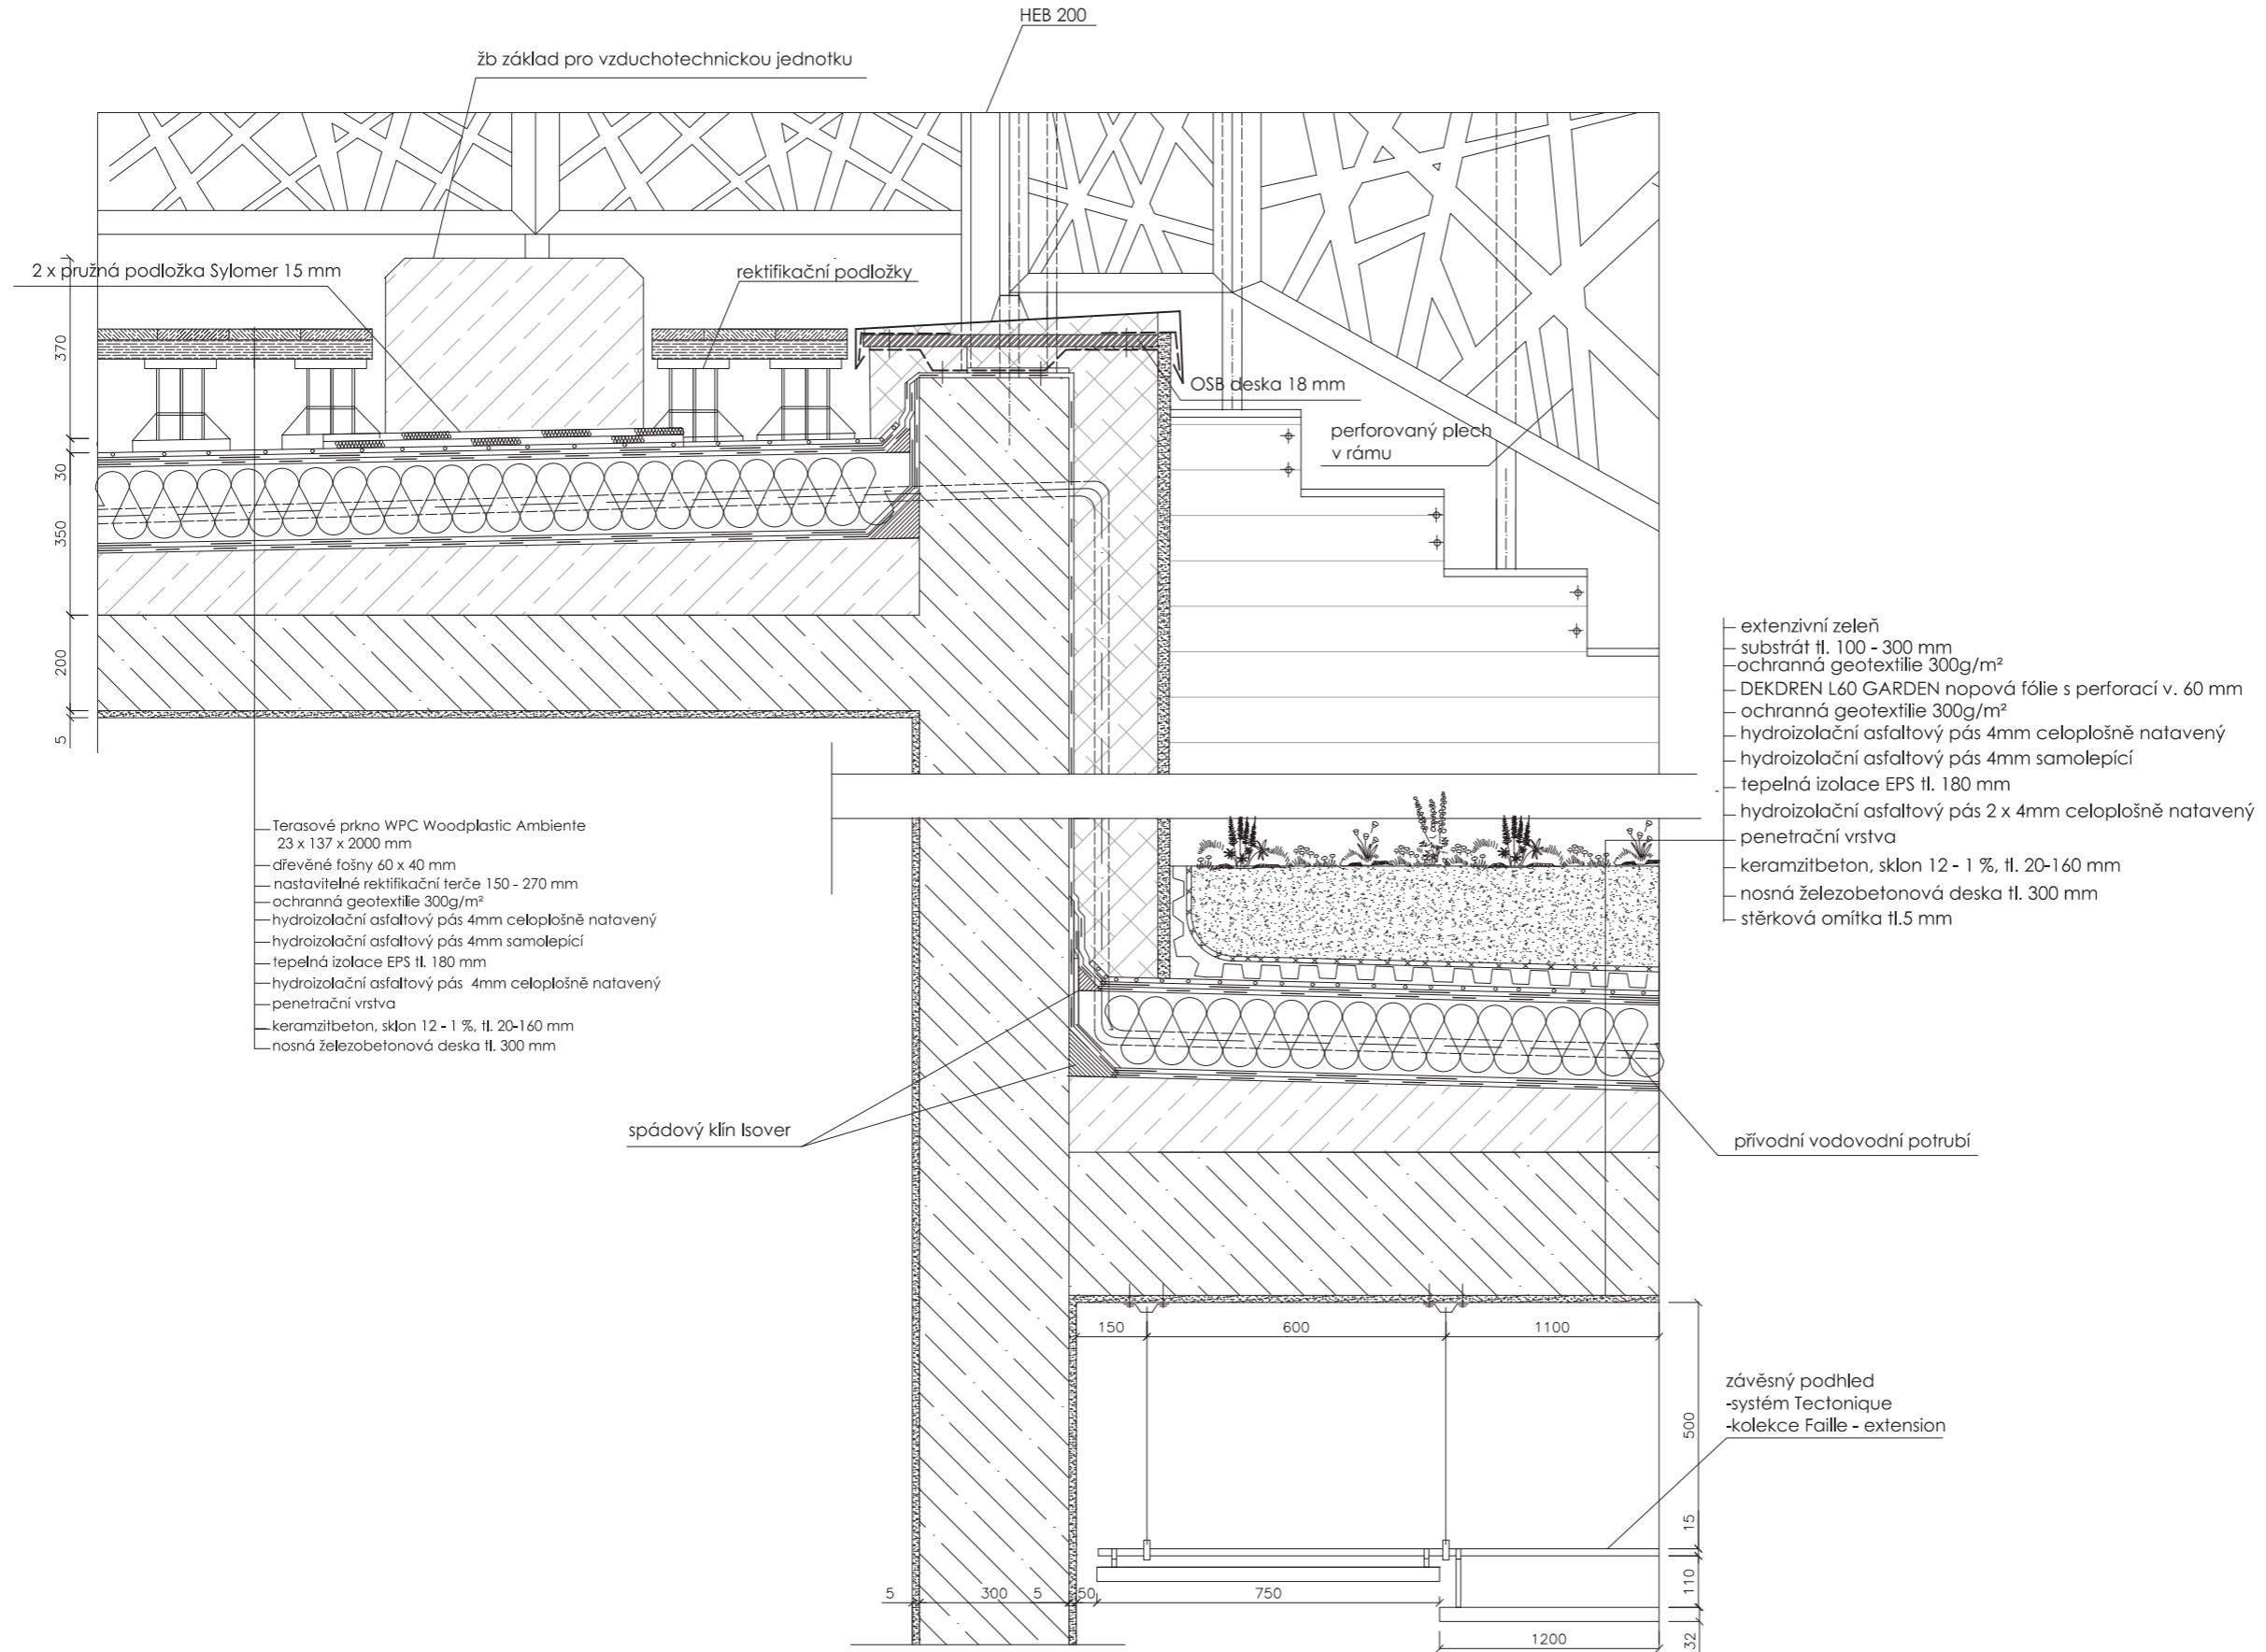 HEB 200
žb základ pro vzduchotechnickou jednotku
2 x pružná podložka Sylomer 15 mm
rektifikační podložky
OSB deska 18 mm
perforovaný plech
v rámu
370
330
350
200
5
extenzivní zeleň
substrát tl. 100 - 300 mm
ochranná geotextilie 300g/m²
DEKDREN L60 GARDEN nopová fólie s perforací v. 60 mm
ochranná geotextilie 300g/m²
hydroizolační asfaltový pás 4mm celoplošně natavený
hydroizolační asfaltový pás 4mm samolepící
tepelná izolace EPS tl. 180 mm
hydroizolační asfaltový pás 2 x 4mm celoplošně natavený
penetrační vrstva
keramzitbeton, sklon 12 - 1 %, tl. 20-160 mm
nosná železobetonová deska tl. 300 mm
stěrková omítka tl.5 mm
Terasové prkno WPC Woodplastic Ambiente
23 x 137 x 2000 mm
dřevěné fošny 60 x 40 mm
nastavitelné rektifikační terče 150 - 270 mm
ochranná geotextilie 300g/m²
hydroizolační asfaltový pás 4mm celoplošně natavený
hydroizolační asfaltový pás 4mm samolepící
tepelná izolace EPS tl. 180 mm
hydroizolační asfaltový pás 4mm celoplošně natavený
penetrační vrstva
keramzitbeton, sklon 12 - 1 %, tl. 20-160 mm
nosná železobetonová deska tl. 300 mm
spádový klín Isover
přívodní vodovodní potrubí
150 600 1100
závěsný podhled
-systém Tectonique
-kolekce Faille - extension
500
15
110
32
5 300 5 50 750
1200